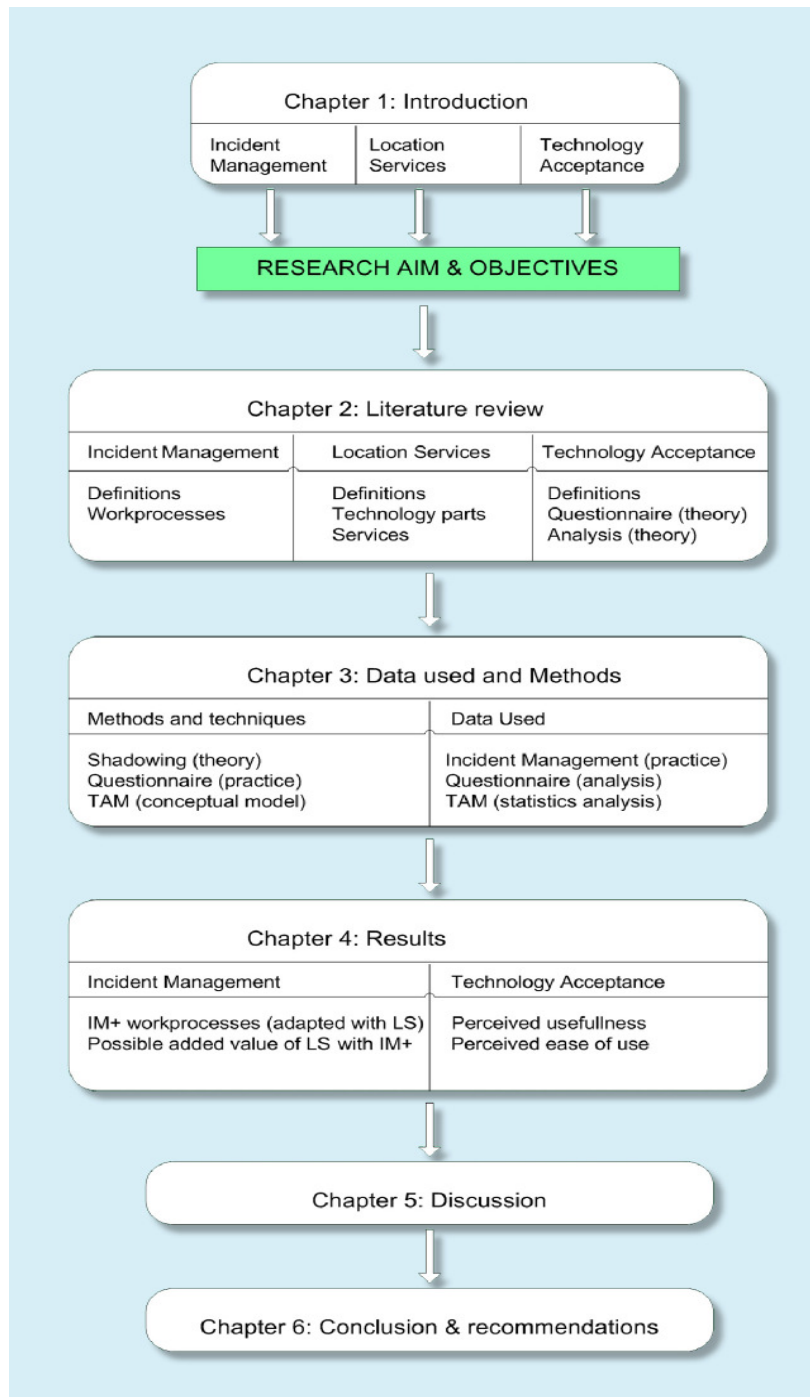 Chapter 1: Introduction
Incident Management
Location Services
Technology Acceptance
RESEARCH AIM & OBJECTIVES
Chapter 2: Literature review
Incident Management
Definitions
Workprocesses
Location Services
Definitions
Technology parts
Services
Technology Acceptance
Definitions
Questionnaire (theory)
Analysis (theory)
Chapter 3: Data used and Methods
Methods and techniques
Shadowing (theory)
Questionnaire (practice)
TAM (conceptual model)
Data Used
Incident Management (practice)
Questionnaire (analysis)
TAM (statistics analysis)
Chapter 4: Results
Incident Management
IM+ workprocesses (adapted with LS)
Possible added value of LS with IM+
Technology Acceptance
Perceived usefullness
Perceived ease of use
Chapter 5: Discussion
Chapter 6: Conclusion & recommendations